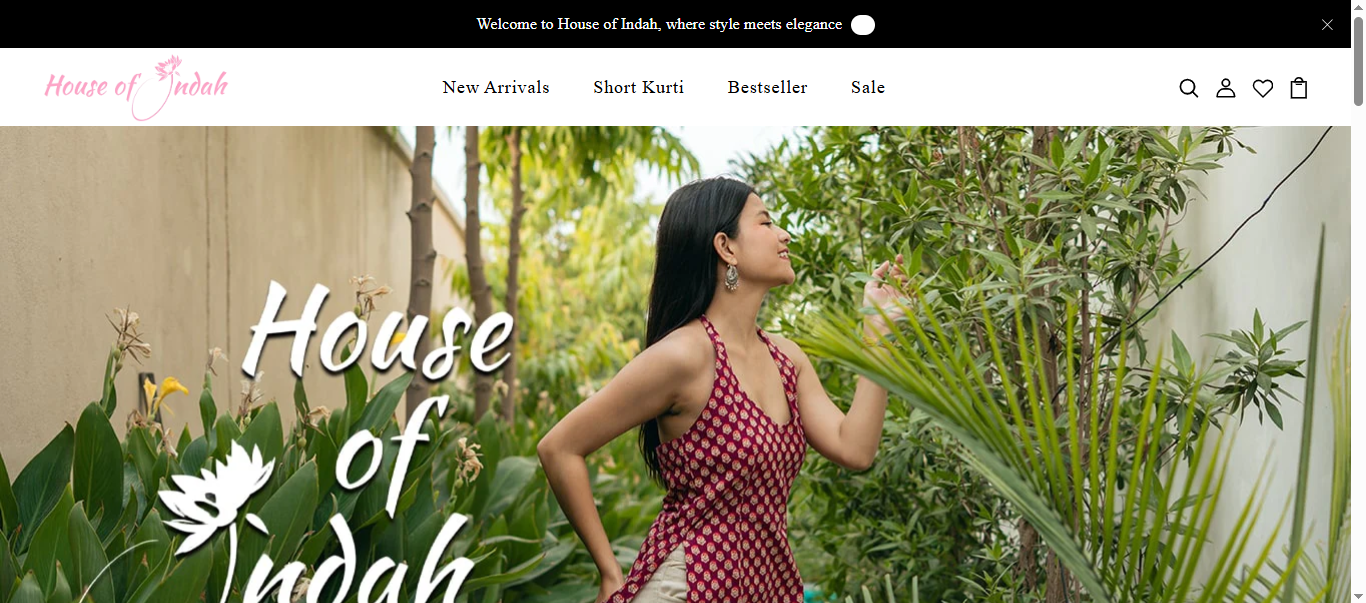 Welcome to House of Indah, where style meets elegance
House of Indah
New Arrivals
Short Kurti
Bestseller
Sale
House
of
Indah